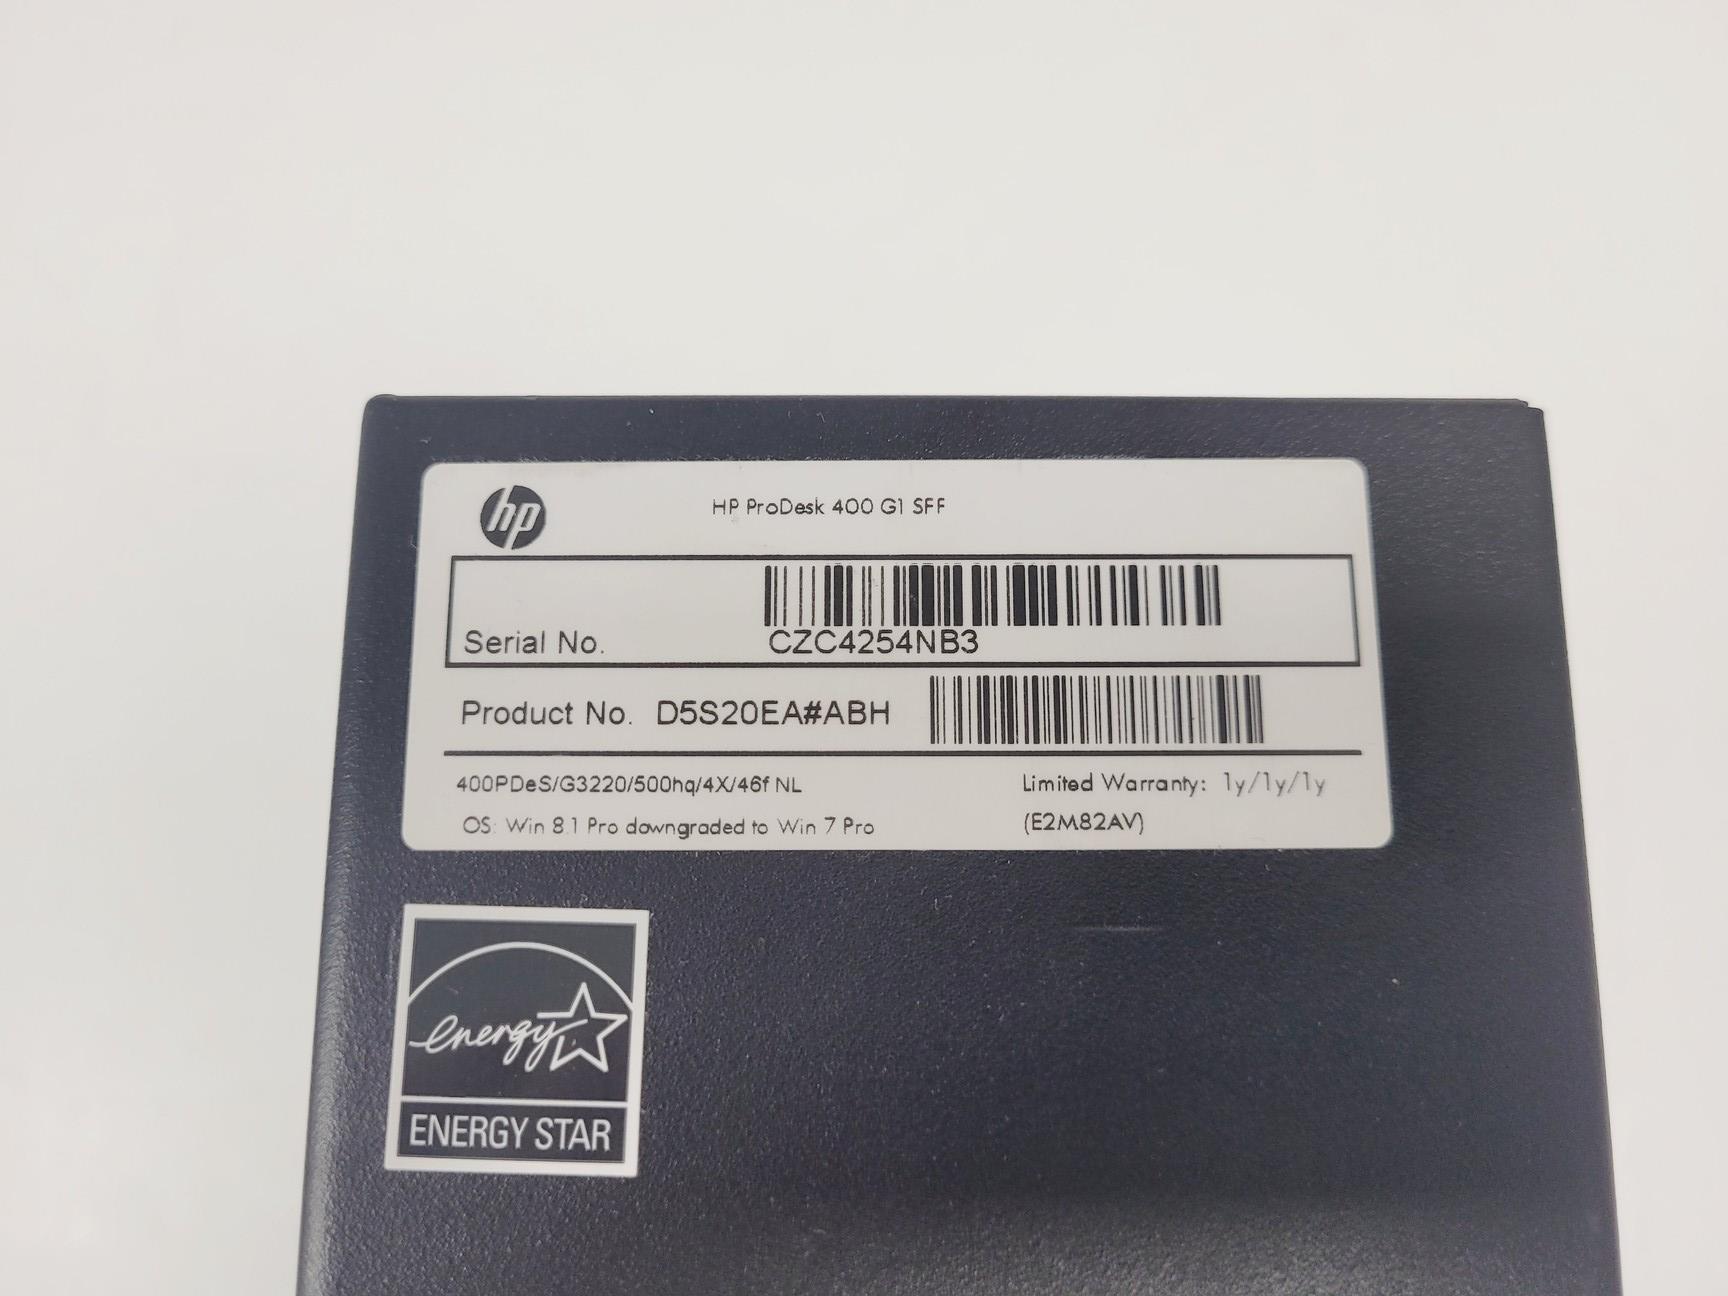 hp
HP ProDesk 400 G1 SFF
Serial No. CZC4254NB3
Product No. D5S20EA#ABH
400PDeS/G3220/500hq/4X/46f NL
Limited Warranty: 1y/1y/1y
OS: Win 8.1 Pro downgraded to Win 7 Pro
(E2M82AV)
energy
ENERGY STAR